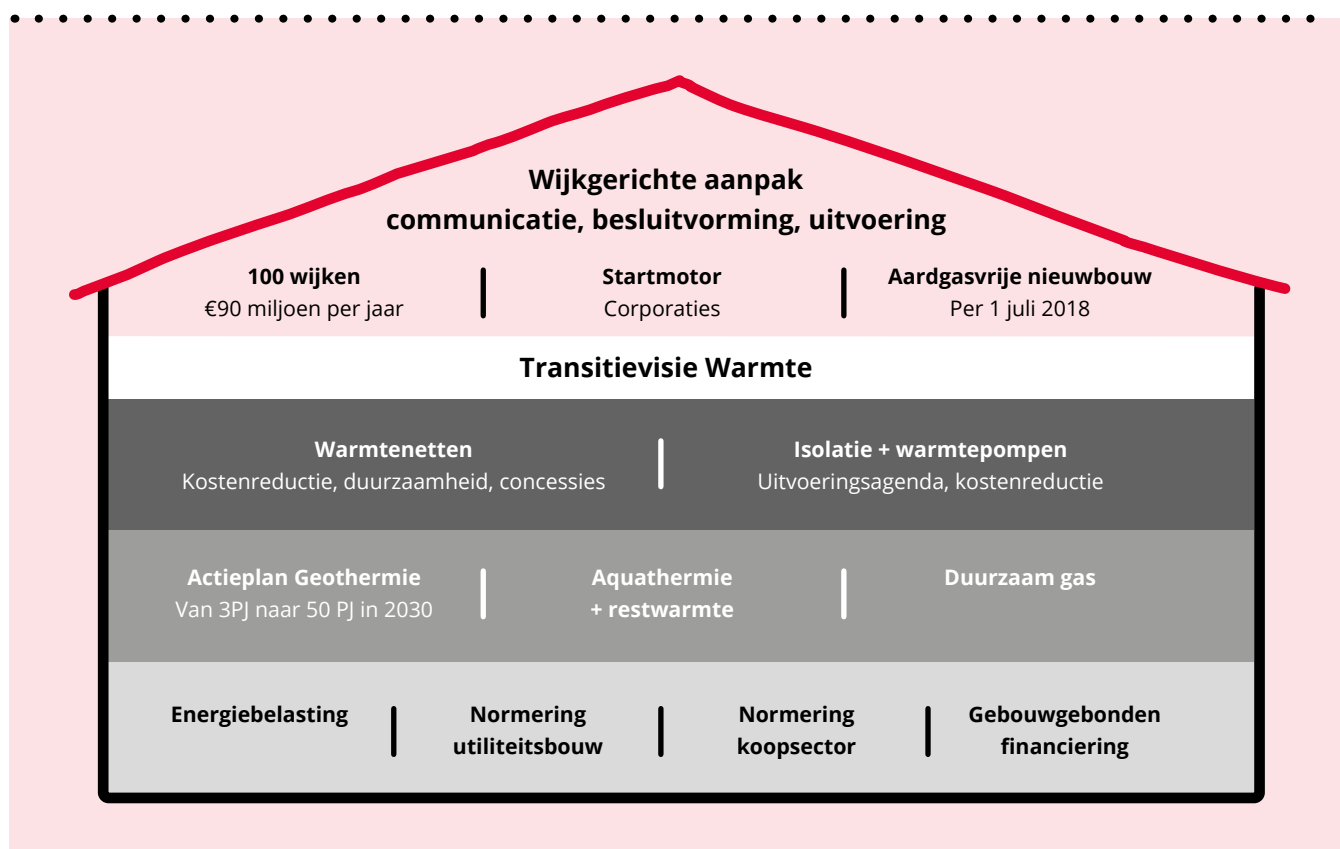 Wijkgerichte aanpak
communicatie, besluitvorming, uitvoering
100 wijken
€90 miljoen per jaar
Startmotor
Corporaties
Aardgasvrije nieuwbouw
Per 1 juli 2018
Transitievisie Warmte
Warmtenetten
Kostenreductie, duurzaamheid, concessies
Isolatie + warmtepompen
Uitvoeringsagenda, kostenreductie
Actieplan Geothermie
Van 3PJ naar 50 PJ in 2030
Aquathermie
+ restwarmte
Duurzaam gas
Energiebelasting
Normering
utiliteitsbouw
Normering
koopsector
Gebouwgebonden
financiering